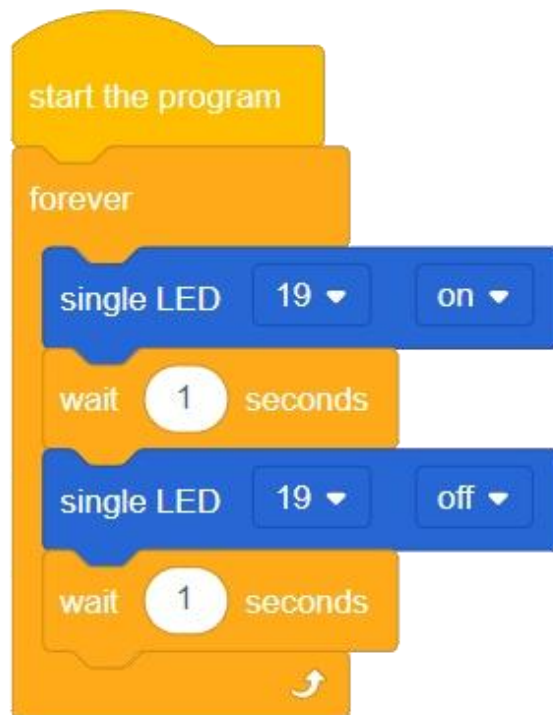 start the program
forever
single LED 19 on
wait 1 seconds
single LED 19 off
wait 1 seconds